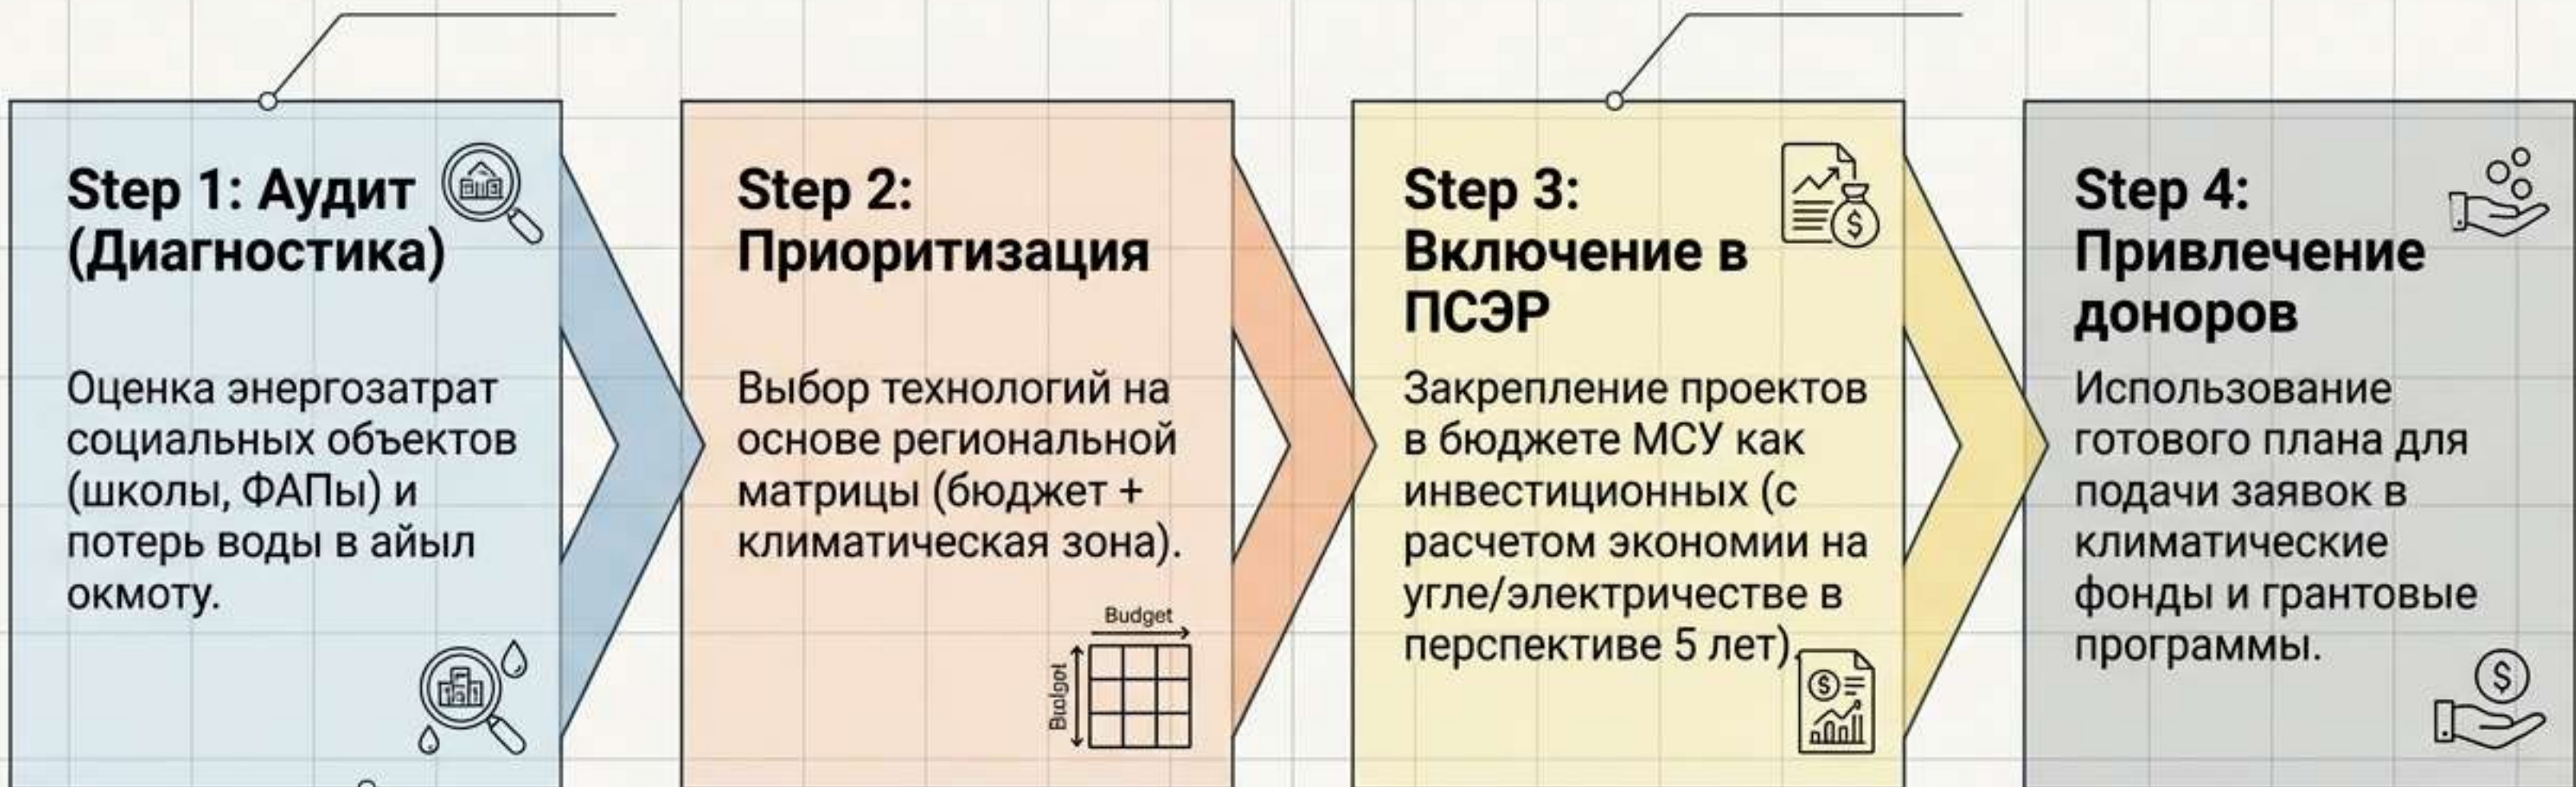 Step 1: Аудит
(Диагностика)
Оценка энергозатрат
социальных объектов
(школы, ФАПы) и
потерь воды в айыл
окмоту.
Step 2:
Приоритизация
Выбор технологий на
основе региональной
матрицы (бюджет +
климатическая зона).
Budget
Step 3:
Включение в
ПСЭР
Закрепление проектов
в бюджете МСУ как
инвестиционных (с
расчетом экономии на
угле/электричестве в
перспективе 5 лет).
Step 4:
Привлечение
доноров
Использование
готового плана для
подачи заявок в
климатические
фонды и грантовые
программы.